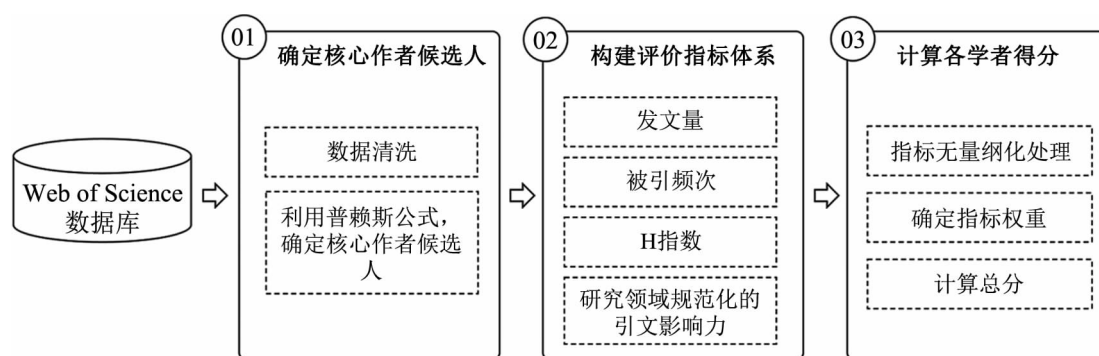 Web of Science
数据库
01
确定核心作者候选人
数据清洗
利用普赖斯公式，
确定核心作者候选
人
02
构建评价指标体系
发文量
被引频次
H指数
研究领域规范化的
引文影响力
03
计算各学者得分
指标无量纲化处理
确定指标权重
计算总分